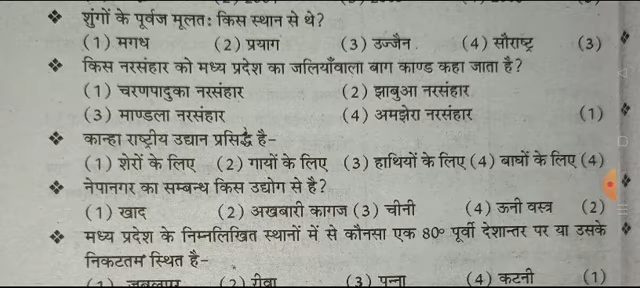 ❖ शुंगों के पूर्वज मूलतः किस स्थान से थे?
(1) मगध (2) प्रयाग (3) उज्जैन (4) सौराष्ट्र (3)
❖ किस नरसंहार को मध्य प्रदेश का जलियाँवाला बाग काण्ड कहा जाता है?
(1) चरणपादुका नरसंहार (2) झाबुआ नरसंहार
(3) माण्डला नरसंहार (4) अमझेरा नरसंहार (1)
❖ कान्हा राष्ट्रीय उद्यान प्रसिद्ध है-
(1) शेरों के लिए (2) गायों के लिए (3) हाथियों के लिए (4) बाघों के लिए (4)
❖ नेपानगर का सम्बन्ध किस उद्योग से है?
(1) खाद (2) अखबारी कागज (3) चीनी (4) ऊनी वस्त्र (2)
❖ मध्य प्रदेश के निम्नलिखित स्थानों में से कौनसा एक 80° पूर्वी देशान्तर पर या उसके
निकटतम स्थित है-
(1) जबलपुर (2) रीवा (3) पन्ना (4) कटनी (1)